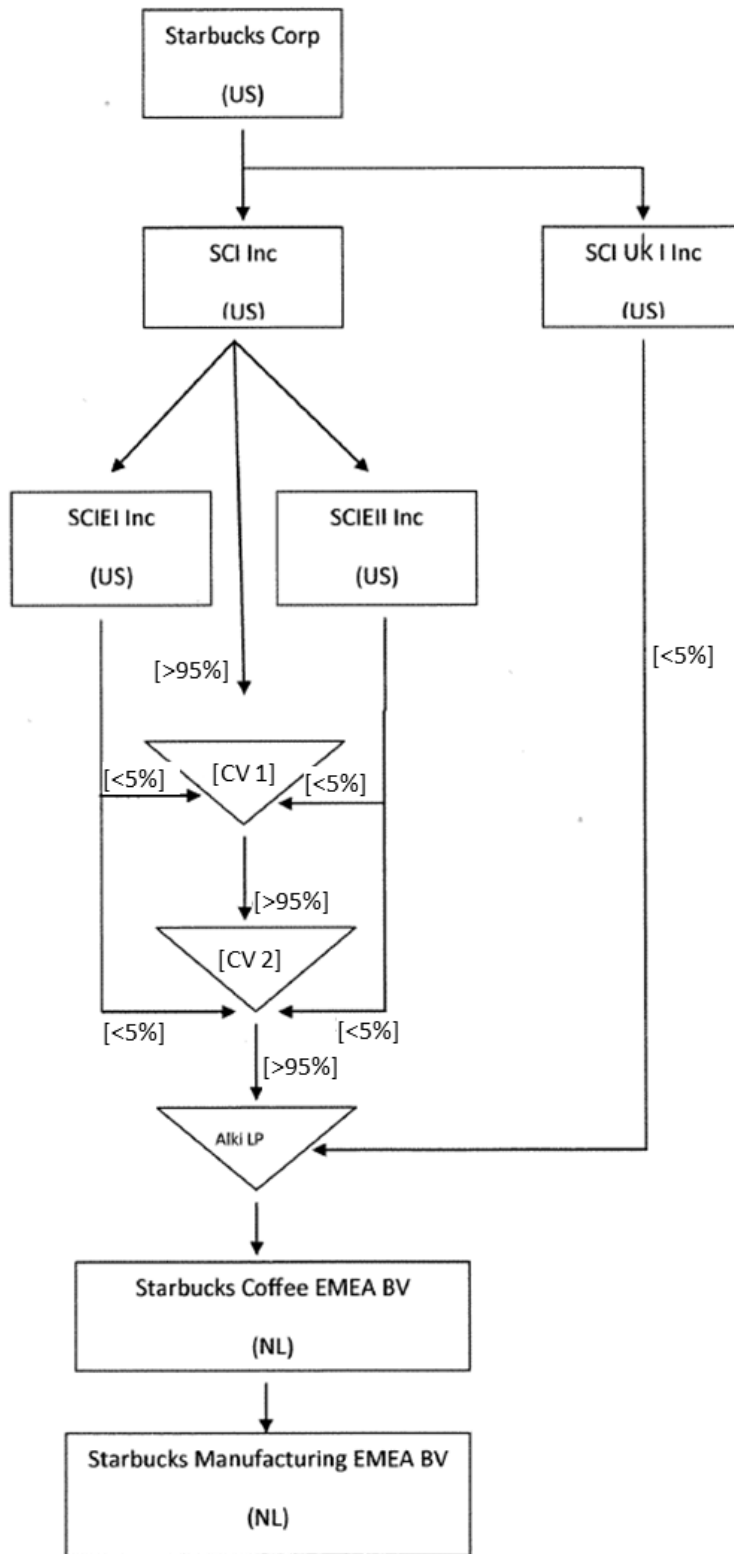 Starbucks Corp
(US)
SCI Inc
(US)
SCI UK I Inc
(US)
SCIEI Inc
(US)
SCIEII Inc
(US)
[<5%]
[>95%]
[CV 1]
[<5%]
[<5%]
[>95%]
[CV 2]
[<5%]
[<5%]
[>95%]
Alki LP
Starbucks Coffee EMEA BV
(NL)
Starbucks Manufacturing EMEA BV
(NL)